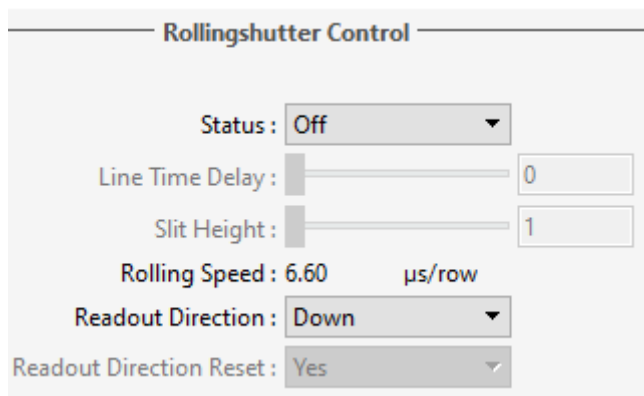 Rollingshutter Control
Status : Off
Line Time Delay : 0
Slit Height : 1
Rolling Speed : 6.60 µs/row
Readout Direction : Down
Readout Direction Reset : Yes